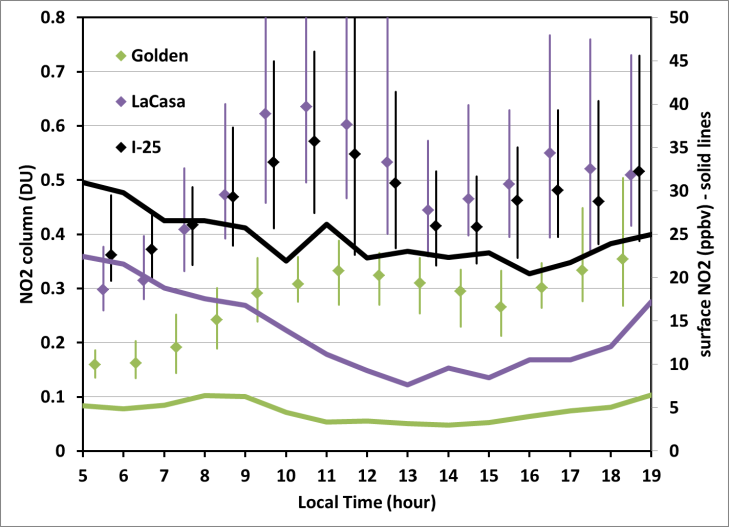 Golden
LaCasa
I-25
NO2 column (DU)
0.8
0.7
0.6
0.5
0.4
0.3
0.2
0.1
0
50
45
40
35
30
25
20
15
10
5
0
surface NO2 (ppbv) - solid lines
5 6 7 8 9 10 11 12 13 14 15 16 17 18 19
Local Time (hour)